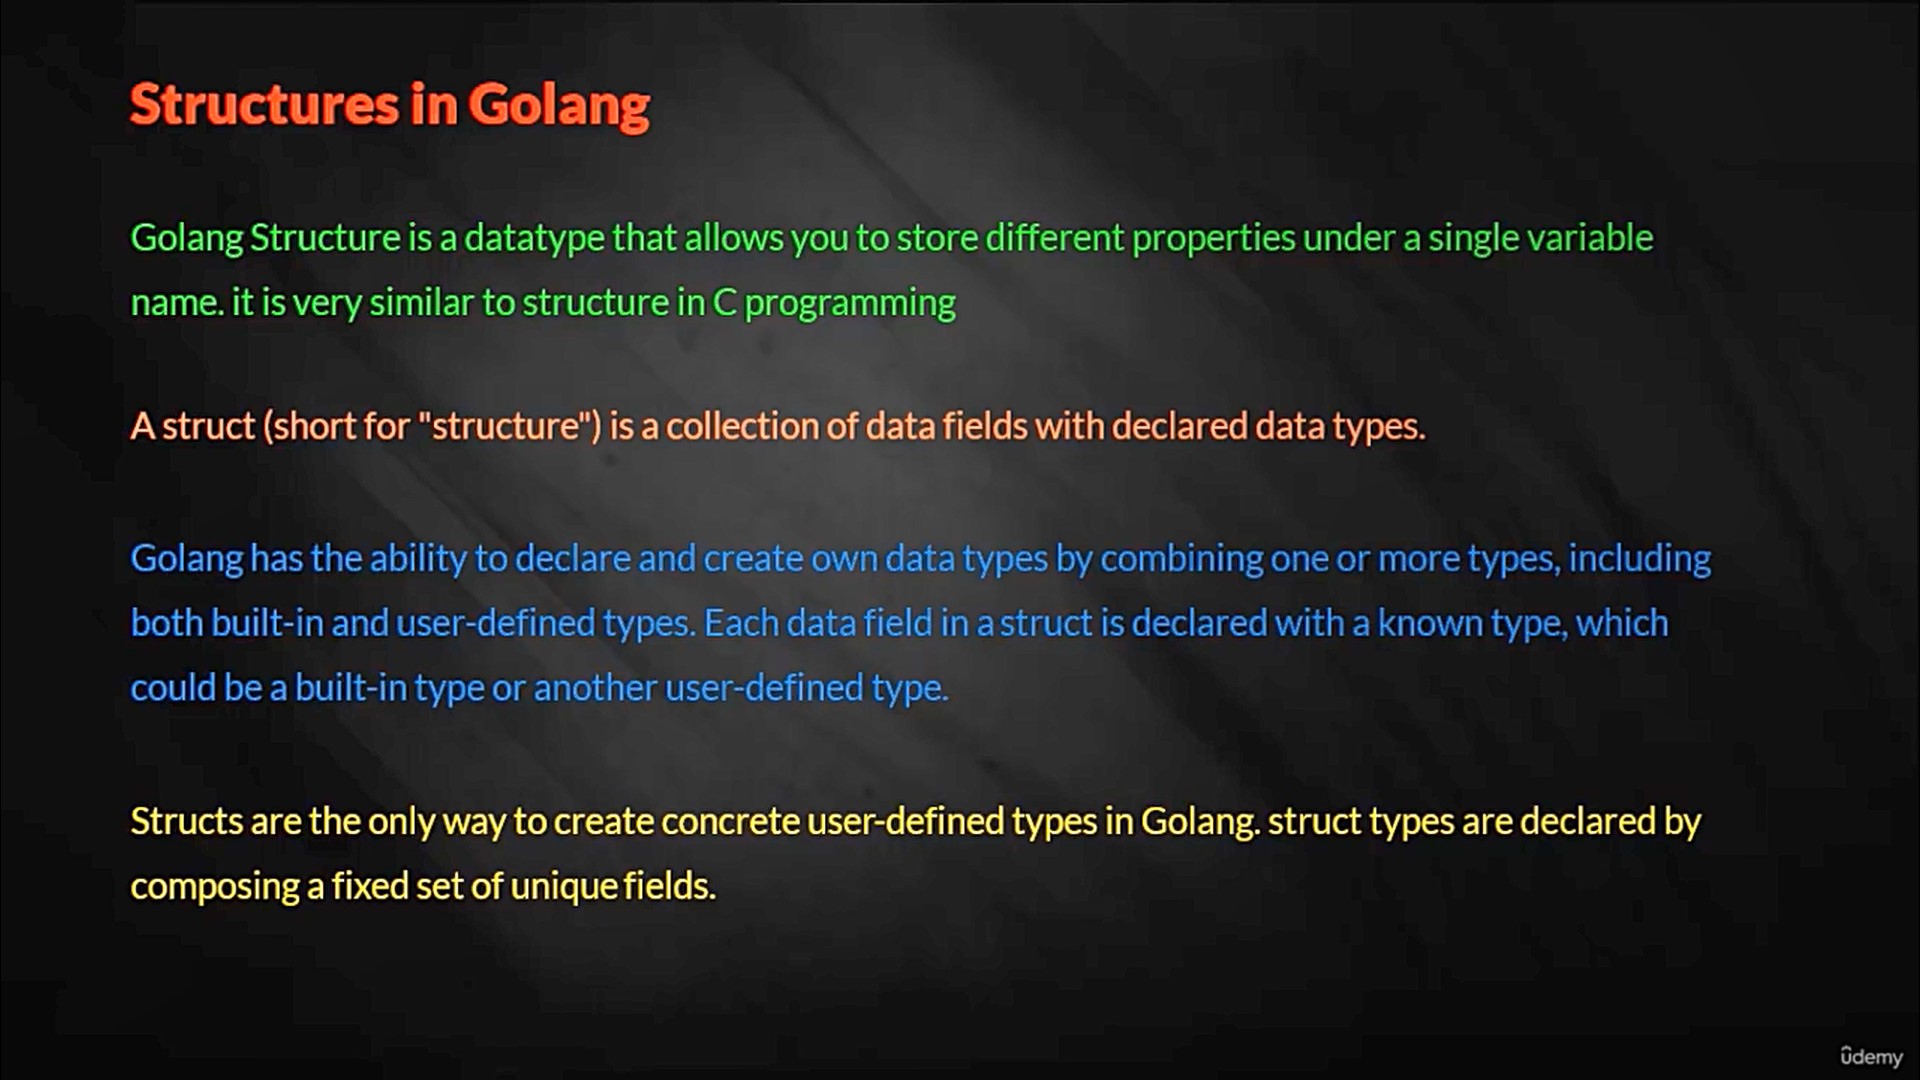 Structures in Golang
Golang Structure is a datatype that allows you to store different properties under a single variable
name. it is very similar to structure in C programming
A struct (short for "structure") is a collection of data fields with declared data types.
Golang has the ability to declare and create own data types by combining one or more types, including
both built-in and user-defined types. Each data field in a struct is declared with a known type, which
could be a built-in type or another user-defined type.
Structs are the only way to create concrete user-defined types in Golang. struct types are declared by
composing a fixed set of unique fields.
ûdemy